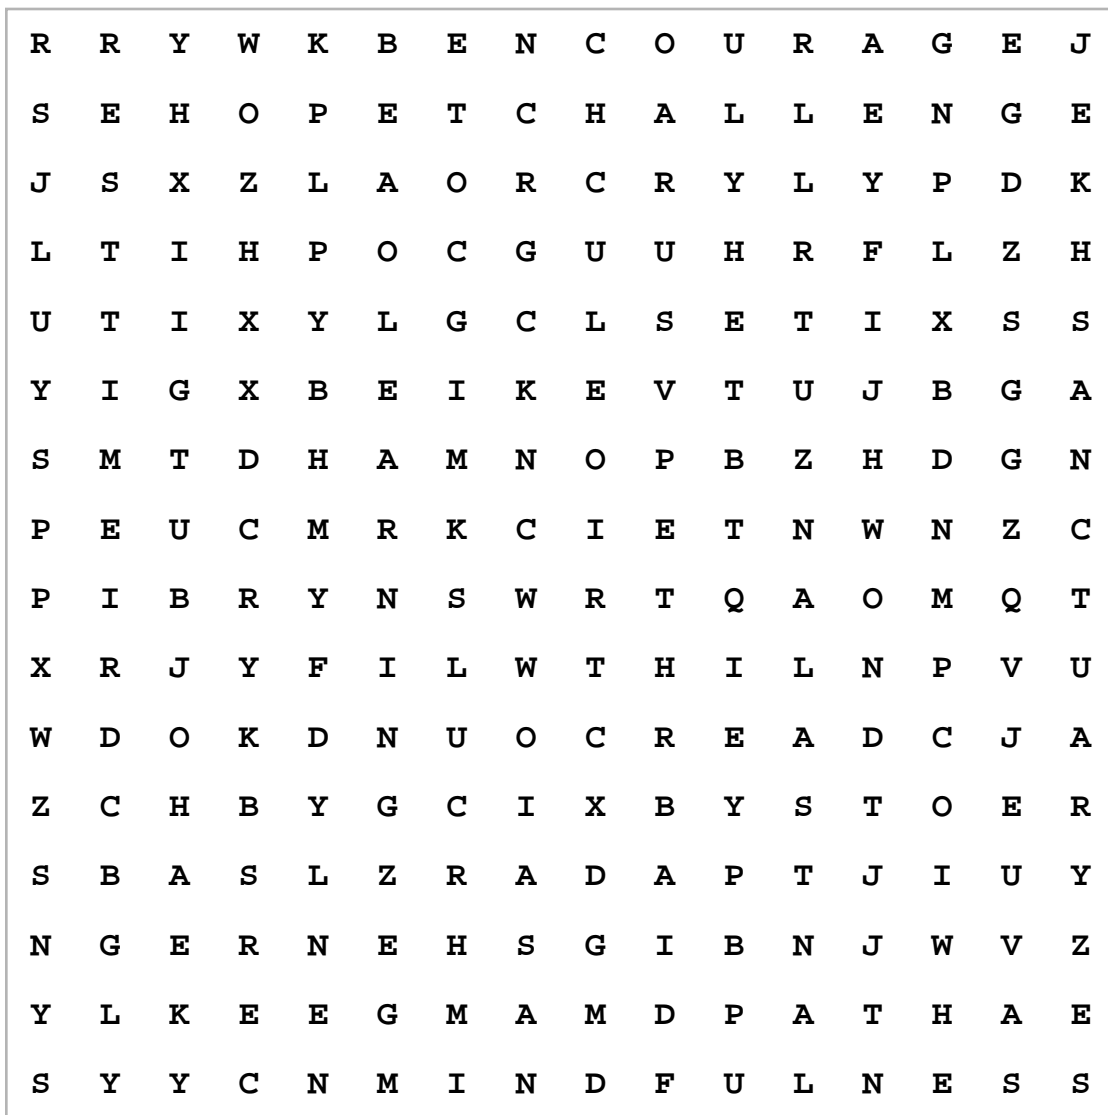 R R Y W K B E N C O U R A G E J
S E H O P E T C H A L L E N G E
J S X Z L A O R C R Y L Y P D K
L T I H P O C G U U H R F L Z H
U T I X Y L G C L S E T I X S S
Y I G X B E I K E V T U J B G A
S M T D H A M N O P B Z H D G N
P E U C M R K C I E T N W N Z C
P I B R Y N S W R T Q A O M Q T
X R J Y F I L W T H I L N P V U
W D O K D N U O C R E A D C J A
Z C H B Y G C I X B Y S T O E R
S B A S L Z R A D A P T J I U Y
N G E R N E H S G I B N J W V Z
Y L K E E G M A M D P A T H A E
S Y Y C N M I N D F U L N E S S